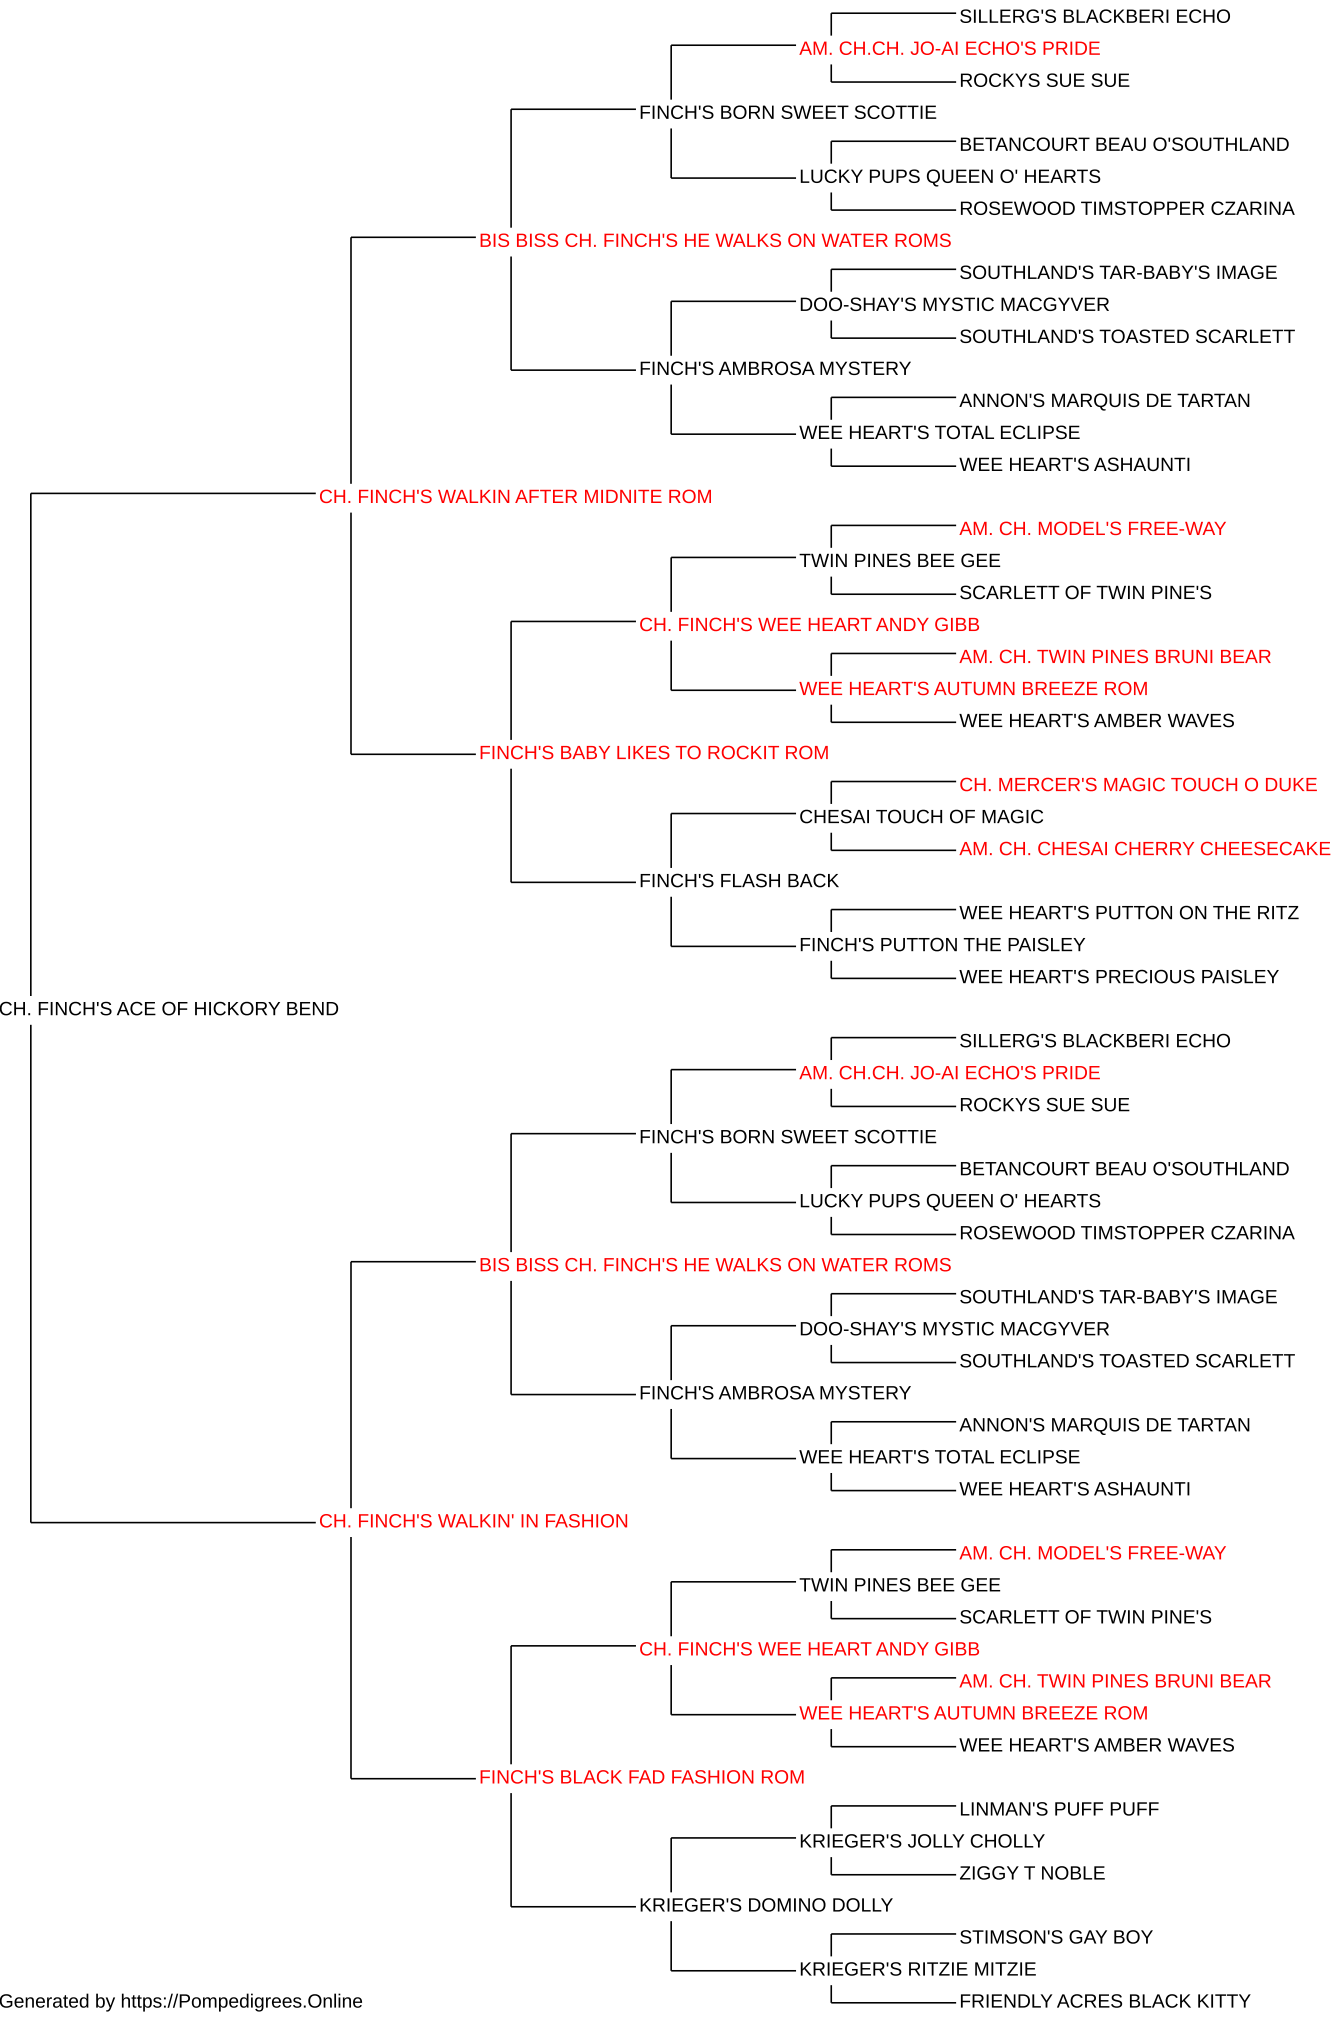 SILLERG'S BLACKBERI ECHO
AM. CH.CH. JO-AI ECHO'S PRIDE
ROCKYS SUE SUE
FINCH'S BORN SWEET SCOTTIE
BETANCOURT BEAU O'SOUTHLAND
LUCKY PUPS QUEEN O' HEARTS
ROSEWOOD TIMSTOPPER CZARINA
BIS BISS CH. FINCH'S HE WALKS ON WATER ROMS
SOUTHLAND'S TAR-BABY'S IMAGE
DOO-SHAY'S MYSTIC MACGYVER
SOUTHLAND'S TOASTED SCARLETT
FINCH'S AMBROSA MYSTERY
ANNON'S MARQUIS DE TARTAN
WEE HEART'S TOTAL ECLIPSE
WEE HEART'S ASHAUNTI
CH. FINCH'S WALKIN AFTER MIDNITE ROM
AM. CH. MODEL'S FREE-WAY
TWIN PINES BEE GEE
SCARLETT OF TWIN PINE'S
CH. FINCH'S WEE HEART ANDY GIBB
AM. CH. TWIN PINES BRUNI BEAR
WEE HEART'S AUTUMN BREEZE ROM
WEE HEART'S AMBER WAVES
FINCH'S BABY LIKES TO ROCKIT ROM
CH. MERCER'S MAGIC TOUCH O DUKE
CHESAI TOUCH OF MAGIC
AM. CH. CHESAI CHERRY CHEESECAKE
FINCH'S FLASH BACK
WEE HEART'S PUTTON ON THE RITZ
FINCH'S PUTTON THE PAISLEY
WEE HEART'S PRECIOUS PAISLEY
CH. FINCH'S ACE OF HICKORY BEND
SILLERG'S BLACKBERI ECHO
AM. CH.CH. JO-AI ECHO'S PRIDE
ROCKYS SUE SUE
FINCH'S BORN SWEET SCOTTIE
BETANCOURT BEAU O'SOUTHLAND
LUCKY PUPS QUEEN O' HEARTS
ROSEWOOD TIMSTOPPER CZARINA
BIS BISS CH. FINCH'S HE WALKS ON WATER ROMS
SOUTHLAND'S TAR-BABY'S IMAGE
DOO-SHAY'S MYSTIC MACGYVER
SOUTHLAND'S TOASTED SCARLETT
FINCH'S AMBROSA MYSTERY
ANNON'S MARQUIS DE TARTAN
WEE HEART'S TOTAL ECLIPSE
WEE HEART'S ASHAUNTI
CH. FINCH'S WALKIN' IN FASHION
AM. CH. MODEL'S FREE-WAY
TWIN PINES BEE GEE
SCARLETT OF TWIN PINE'S
CH. FINCH'S WEE HEART ANDY GIBB
AM. CH. TWIN PINES BRUNI BEAR
WEE HEART'S AUTUMN BREEZE ROM
WEE HEART'S AMBER WAVES
FINCH'S BLACK FAD FASHION ROM
LINMAN'S PUFF PUFF
KRIEGER'S JOLLY CHOLLY
ZIGGY T NOBLE
KRIEGER'S DOMINO DOLLY
STIMSON'S GAY BOY
KRIEGER'S RITZIE MITZIE
FRIENDLY ACRES BLACK KITTY
Generated by https://Pompedigrees.Online